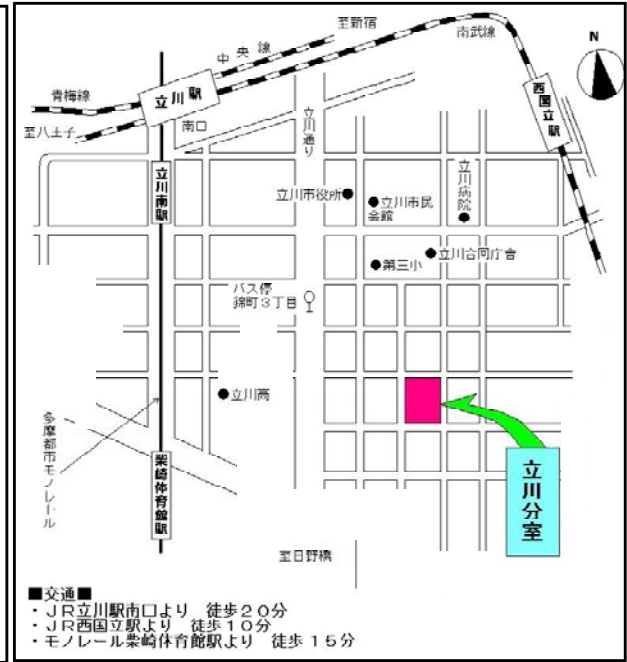 至新宿
中央線
南武線
N
青梅線
立川駅
至八王子
南口
西国立駅
立川通り
立川南駅
立川市役所
立川市民
会館
立川病院
立川合同庁舎
第三小
バス停
錦町3丁目
立川高
多摩都市モノレール
柴崎体育館駅
立川分室
至日野橋
■交通■
・JR立川駅南口より 徒歩20分
・JR西国立駅より 徒歩10分
・モノレール柴崎体育館駅より 徒歩15分